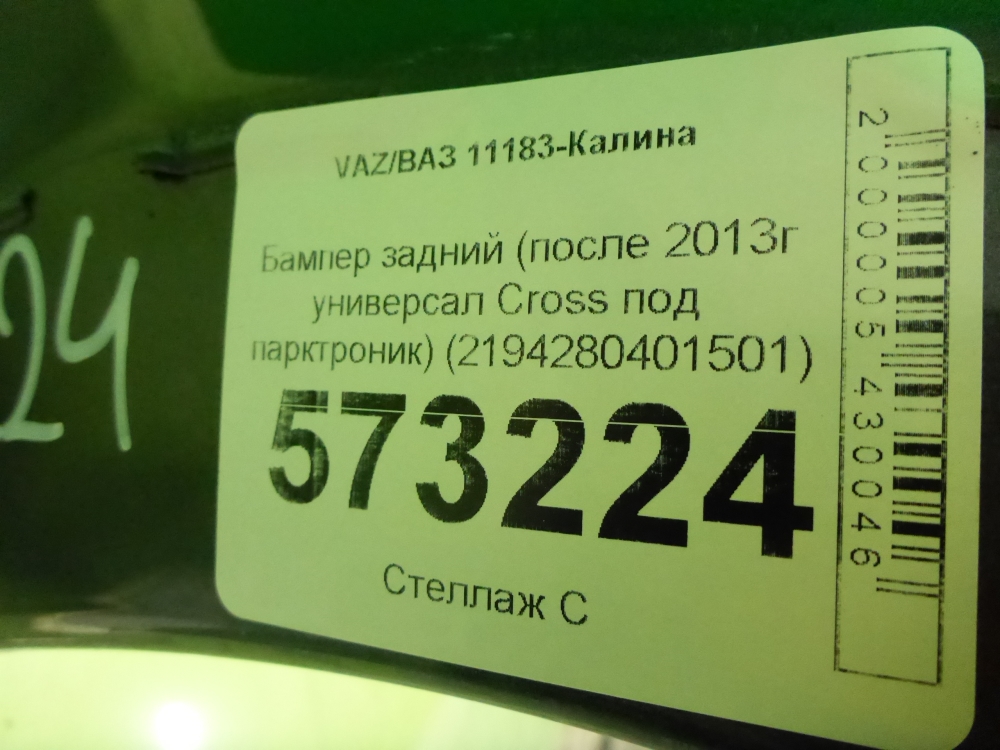 VAZ/ВАЗ 11183-Калина
Бампер задний (после 2013г
универсал Cross под
парктроник) (2194280401501)
573224
Стеллаж С
2000005430046
24